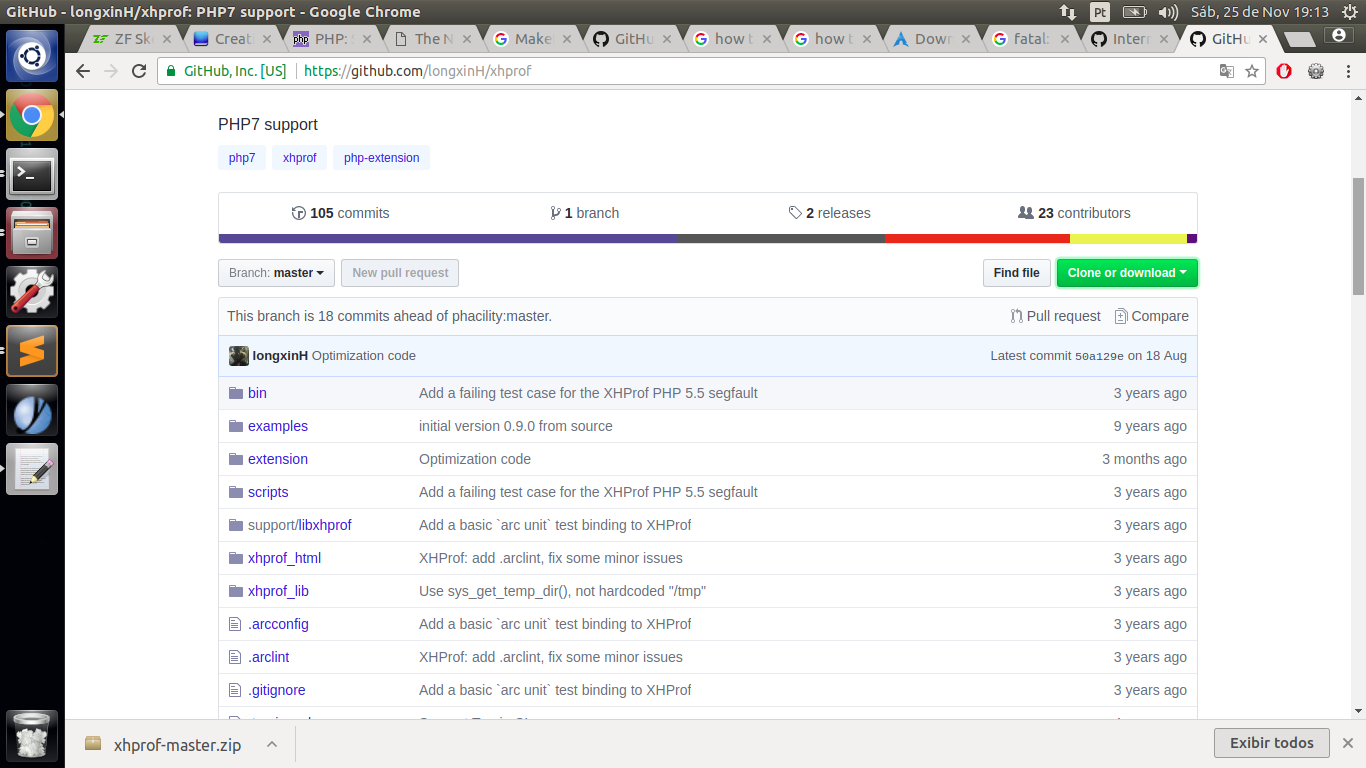 GitHub - longxinH/xhprof: PHP7 support - Google Chrome
Pt
Sáb, 25 de Nov 19:13
ZF Sk
Create
PHP:
The N
Make
GitHu
how t
how t
Down
fatal:
Intern
GitHu
GitHub, Inc. [US]
https://github.com/longxinH/xhprof
PHP7 support
php7 xhprof php-extension
105 commits 1 branch 2 releases 23 contributors
Branch: master New pull request Find file Clone or download
This branch is 18 commits ahead of phacility:master. Pull request Compare
longxinH Optimization code Latest commit 50a129e on 18 Aug
bin Add a failing test case for the XHProf PHP 5.5 segfault 3 years ago
examples initial version 0.9.0 from source 9 years ago
extension Optimization code 3 months ago
scripts Add a failing test case for the XHProf PHP 5.5 segfault 3 years ago
support/libxhprof Add a basic `arc unit` test binding to XHProf 3 years ago
xhprof_html XHProf: add .arclint, fix some minor issues 3 years ago
xhprof_lib Use sys_get_temp_dir(), not hardcoded "/tmp" 3 years ago
.arcconfig Add a basic `arc unit` test binding to XHProf 3 years ago
.arclint XHProf: add .arclint, fix some minor issues 3 years ago
.gitignore Add a basic `arc unit` test binding to XHProf 3 years ago
xhprof-master.zip
Exibir todos